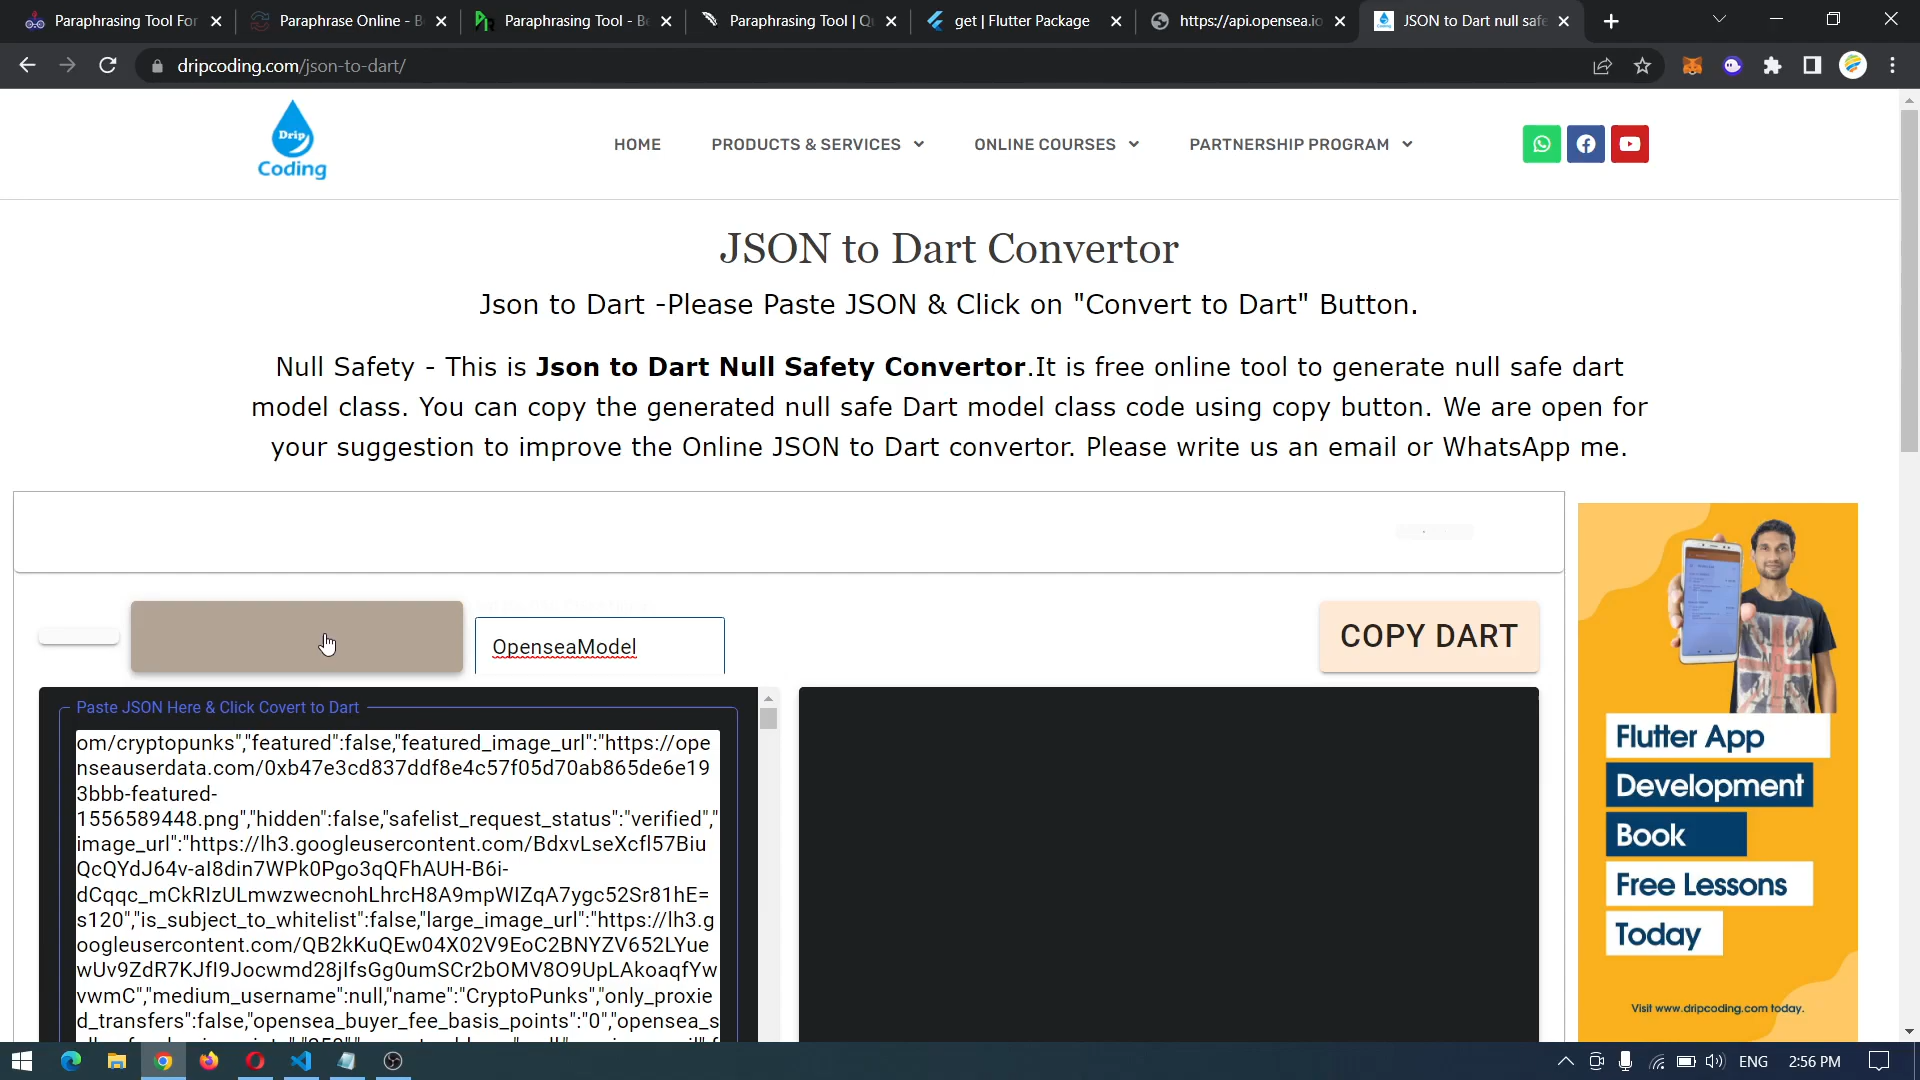 Paraphrasing Tool For
Paraphrase Online - Be
Paraphrasing Tool - Be
Paraphrasing Tool | Q
get | Flutter Package
https://api.opensea.io
JSON to Dart null safe
dripcoding.com/json-to-dart/
Drip
Coding
HOME
PRODUCTS & SERVICES
ONLINE COURSES
PARTNERSHIP PROGRAM
JSON to Dart Convertor
Json to Dart -Please Paste JSON & Click on "Convert to Dart" Button.
Null Safety - This is Json to Dart Null Safety Convertor.It is free online tool to generate null safe dart
model class. You can copy the generated null safe Dart model class code using copy button. We are open for
your suggestion to improve the Online JSON to Dart convertor. Please write us an email or WhatsApp me.
OpenseaModel
COPY DART
Paste JSON Here & Click Covert to Dart
om/cryptopunks","featured":false,"featured_image_url":"https://ope
nseauserdata.com/0xb47e3cd837ddf8e4c57f05d70ab865de6e19
3bbb-featured-
1556589448.png","hidden":false,"safelist_request_status":"verified","
image_url":"https://lh3.googleusercontent.com/BdxvLseXcfl57Biu
QcQYdJ64v-aI8din7WPk0Pgo3qQFhAUH-B6i-
dCqqc_mCkRIzULmwzwecnohLhrcH8A9mpWIZqA7ygc52Sr81hE=
s120","is_subject_to_whitelist":false,"large_image_url":"https://lh3.g
oogleusercontent.com/QB2kKuQEw04X02V9EoC2BNYZV652LYue
wUv9ZdR7KJfI9Jocwmd28jIfsGg0umSCr2bOMV8O9UpLAkoaqfYw
vwmC","medium_username":null,"name":"CryptoPunks","only_proxie
d_transfers":false,"opensea_buyer_fee_basis_points":"0","opensea_s
Flutter App
Development
Book
Free Lessons
Today
Visit www.dripcoding.com today.
ENG
2:56 PM